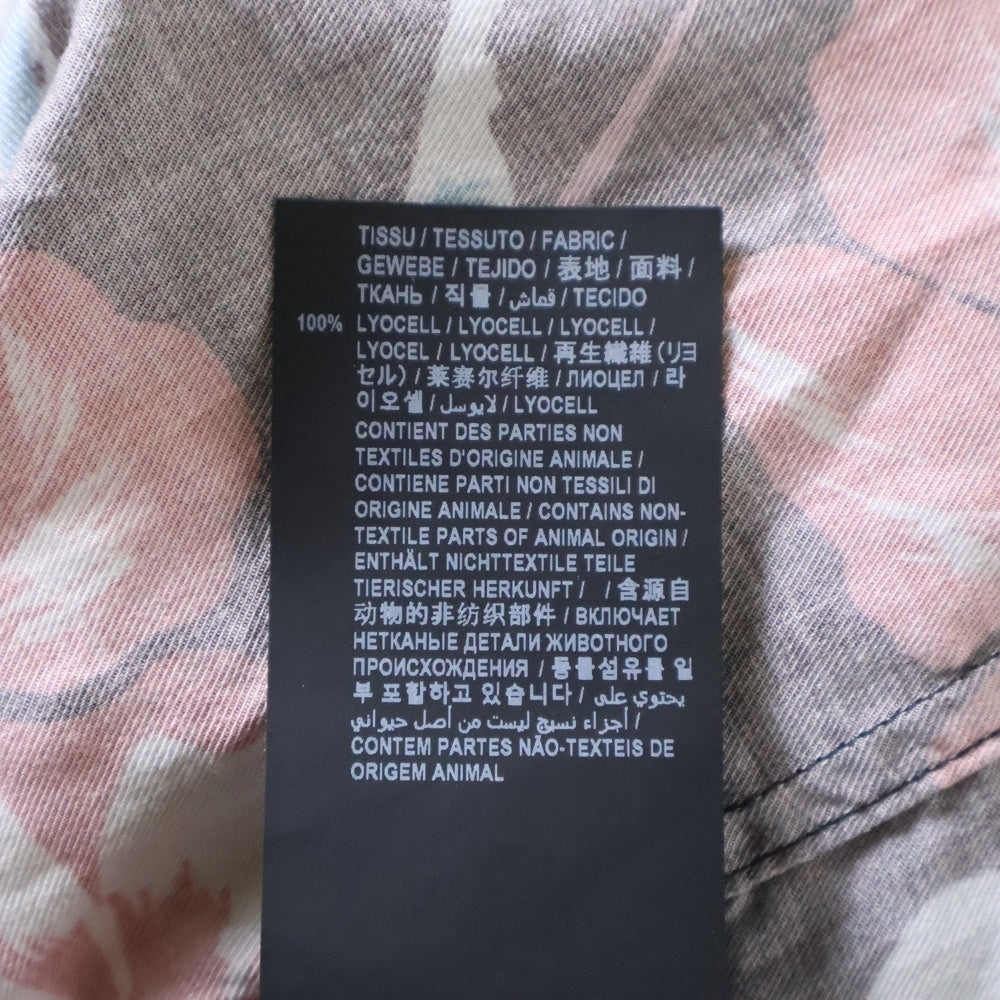 TISSU / TESSUTO / FABRIC /
GEWEBE / TEJIDO / 表地 / 面料 /
ТКАНЬ / 직물 / قماش / TECIDO
100% LYOCELL / LYOCELL / LYOCELL /
LYOCEL / LYOCELL / 再生繊維(リヨ
セル) / 莱赛尔纤维 / ЛИОЦЕЛ / 라
이오셀 / لايوسل / LYOCELL
CONTIENT DES PARTIES NON
TEXTILES D'ORIGINE ANIMALE /
CONTIENE PARTI NON TESSILI DI
ORIGINE ANIMALE / CONTAINS NON-
TEXTILE PARTS OF ANIMAL ORIGIN /
ENTHÄLT NICHTTEXTILE TEILE
TIERISCHER HERKUNFT / / 含源自
动物的非纺织部件 / ВКЛЮЧАЕТ
НЕТКАНЫЕ ДЕТАЛИ ЖИВОТНОГО
ПРОИСХОЖДЕНИЯ / 동물섬유를 일
부 포함하고 있습니다 / يحتوي على
أجزاء نسيج ليست من أصل حيواني /
CONTEM PARTES NÃO-TEXTEIS DE
ORIGEM ANIMAL